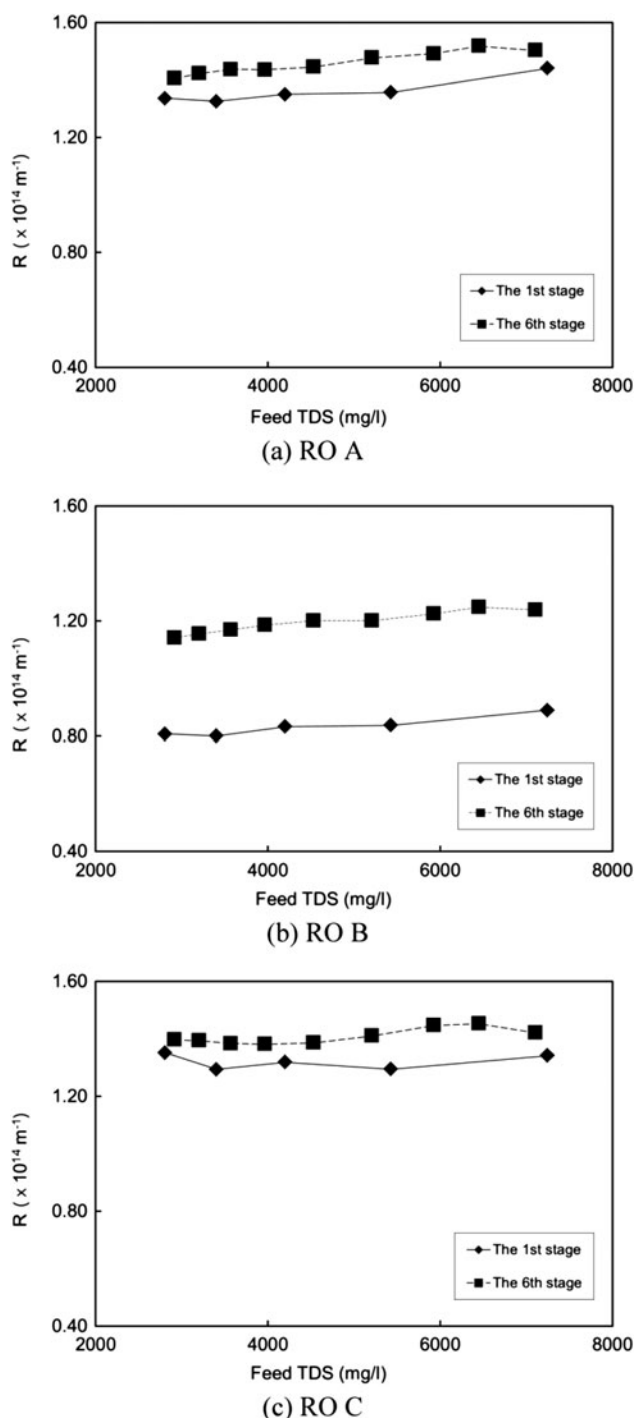 1.60
1.20
0.80
0.40
R ( x 10¹⁴ m⁻¹)
The 1st stage
The 6th stage
2000 4000 6000 8000
Feed TDS (mg/l)
(a) RO A
1.60
1.20
0.80
0.40
R ( x 10¹⁴ m⁻¹)
The 1st stage
The 6th stage
2000 4000 6000 8000
Feed TDS (mg/l)
(b) RO B
1.60
1.20
0.80
0.40
R ( x 10¹⁴ m⁻¹)
The 1st stage
The 6th stage
2000 4000 6000 8000
Feed TDS (mg/l)
(c) RO C